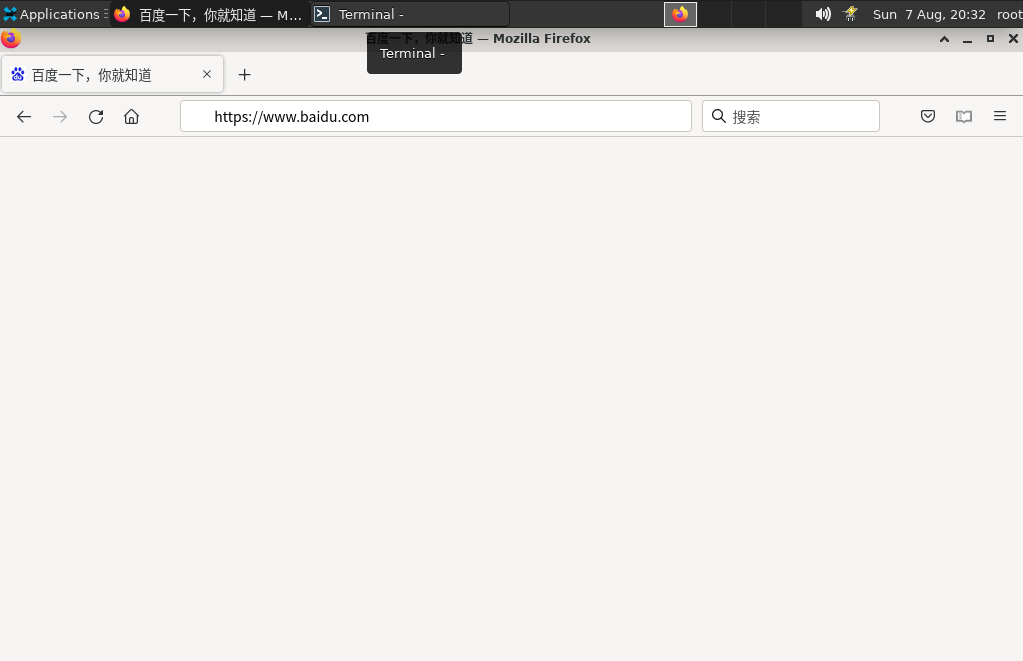 Applications 百度一下，你就知道 — M... Terminal - Sun 7 Aug, 20:32 root
百度一下，你就知道 — Mozilla Firefox
Terminal -
百度一下，你就知道
https://www.baidu.com 搜索